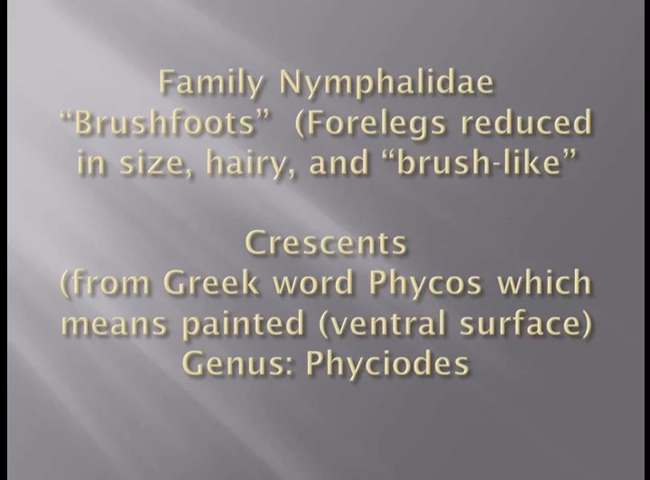 Family Nymphalidae
“Brushfoots”  (Forelegs reduced
in size, hairy, and “brush-like”
Crescents
(from Greek word Phycos which
means painted (ventral surface)
Genus: Phyciodes